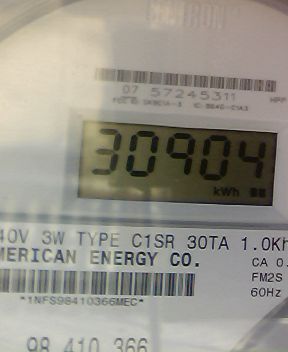 07 57245311
30904
kWh
40V 3W TYPE C1SR 30TA 1.0Kh
MERICAN ENERGY CO.
CA 0.
FM2S
60Hz
*1NFS98410366MEC*
98 410 366